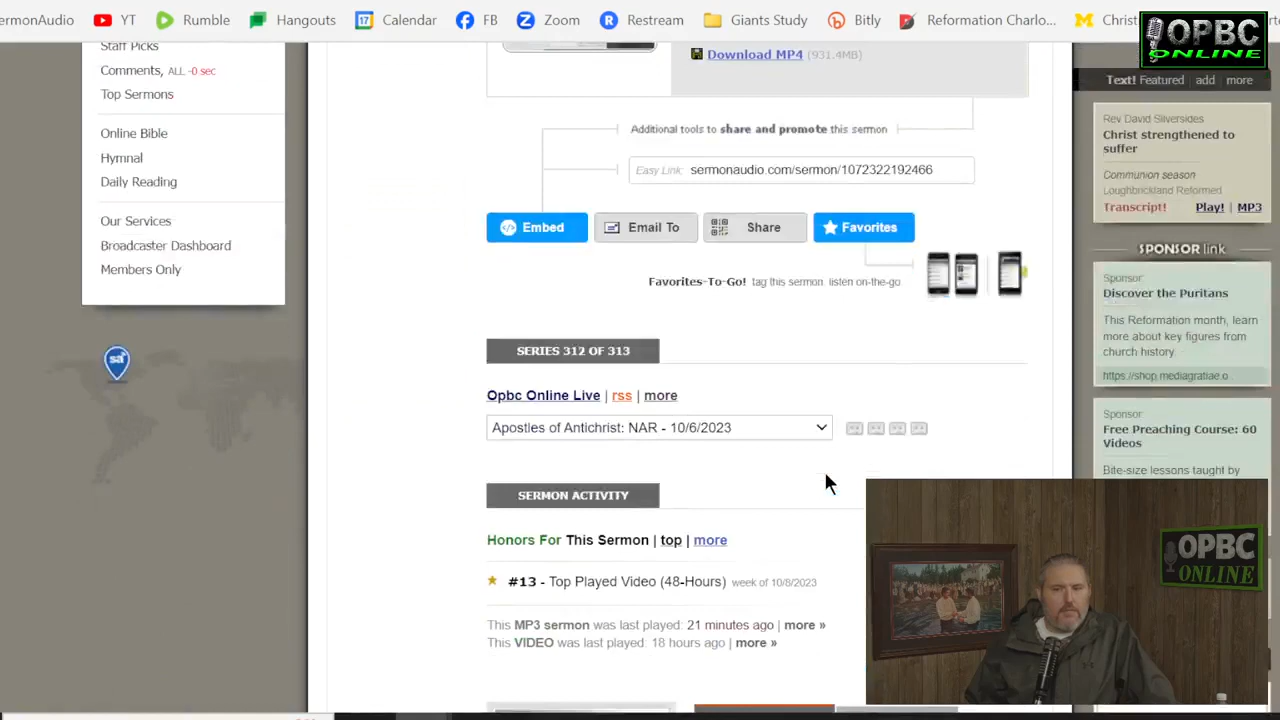 ermonAudio YT Rumble Hangouts Calendar FB Zoom Restream Giants Study Bitly Reformation Charlo... Christ
OPBC
ONLINE
Staff Picks
Comments, ALL -0 sec
Top Sermons
Online Bible
Hymnal
Daily Reading
Our Services
Broadcaster Dashboard
Members Only
sa
Download MP4 (931.4MB)
Additional tools to share and promote this sermon
Easy Link: sermonaudio.com/sermon/1072322192466
Embed Email To Share Favorites
Favorites-To-Go! tag this sermon. listen on-the-go
SERIES 312 OF 313
Opbc Online Live | rss | more
Apostles of Antichrist: NAR - 10/6/2023
SERMON ACTIVITY
Honors For This Sermon | top | more
#13 - Top Played Video (48-Hours) week of 10/8/2023
This MP3 sermon was last played: 21 minutes ago | more »
This VIDEO was last played: 18 hours ago | more »
Text! Featured add more
Rev David Silversides
Christ strengthened to
suffer
Communion season
Loughbrickland Reformed
Transcript! Play! | MP3
SPONSOR link
Sponsor:
Discover the Puritans
This Reformation month, learn
more about key figures from
church history.
https://shop.mediagratiae.o
Sponsor:
Free Preaching Course: 60
Videos
Bite-size lessons taught by
OPBC
ONLINE